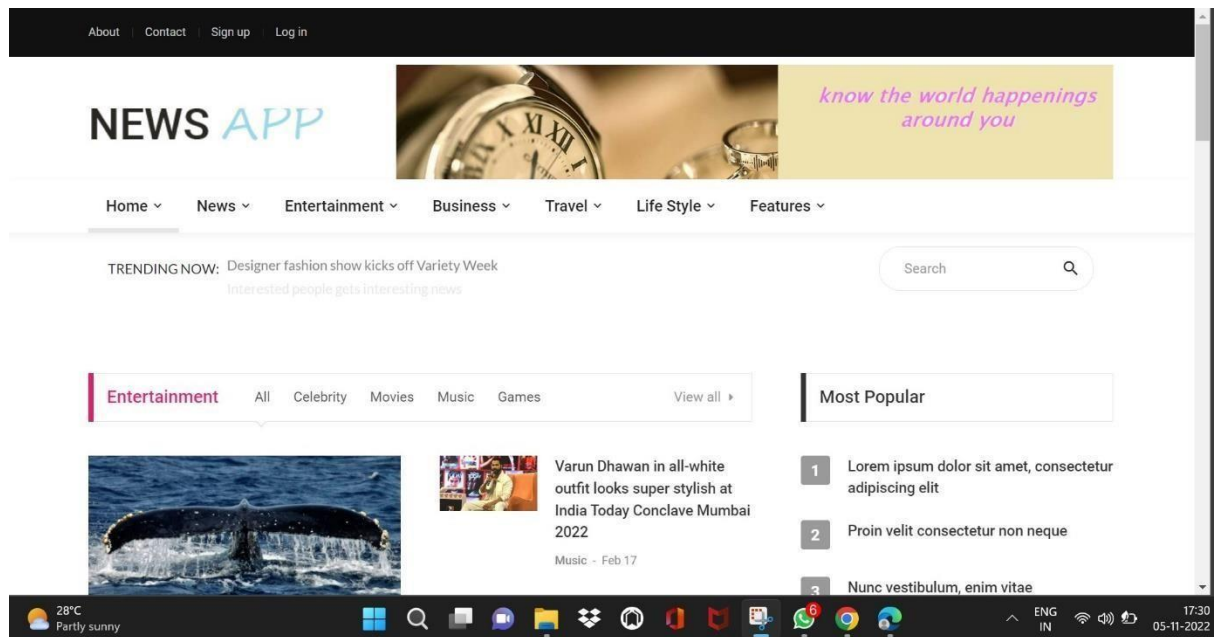 About Contact Sign up Log in
NEWS APP
know the world happenings
around you
Home News Entertainment Business Travel Life Style Features
TRENDING NOW: Designer fashion show kicks off Variety Week
Interested people gets interesting news
Search
Entertainment All Celebrity Movies Music Games View all
Most Popular
Varun Dhawan in all-white
outfit looks super stylish at
India Today Conclave Mumbai
2022
Music - Feb 17
1 Lorem ipsum dolor sit amet, consectetur
adipiscing elit
2 Proin velit consectetur non neque
3 Nunc vestibulum, enim vitae
28°C
Partly sunny
6
ENG
IN
17:30
05-11-2022